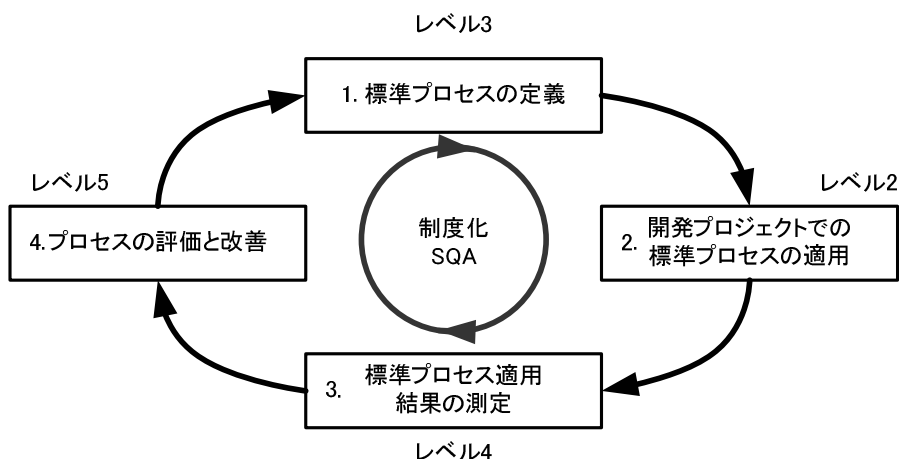 レベル3
1. 標準プロセスの定義
レベル5
レベル2
4.プロセスの評価と改善
制度化
SQA
2. 開発プロジェクトでの
標準プロセスの適用
3. 標準プロセス適用
結果の測定
レベル4